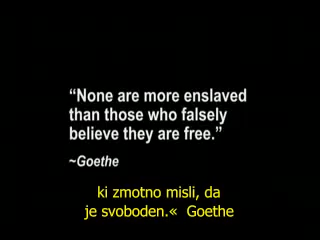 “None are more enslaved
than those who falsely
believe they are free.”
~Goethe
ki zmotno misli, da
je svoboden.«  Goethe